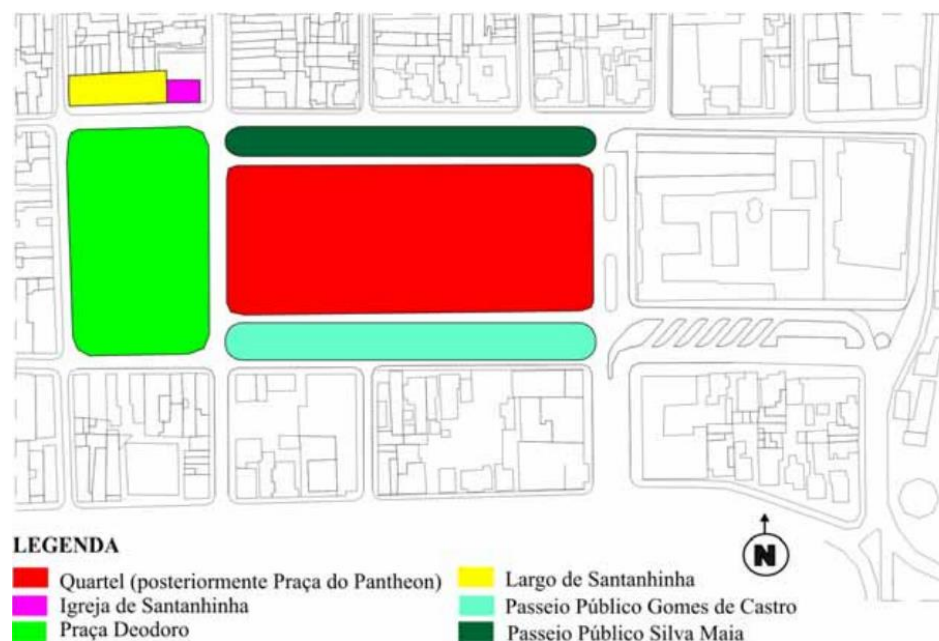 LEGENDA
N
Quartel (posteriormente Praça do Pantheon)
Igreja de Santanhinha
Praça Deodoro
Largo de Santanhinha
Passeio Público Gomes de Castro
Passeio Público Silva Maia